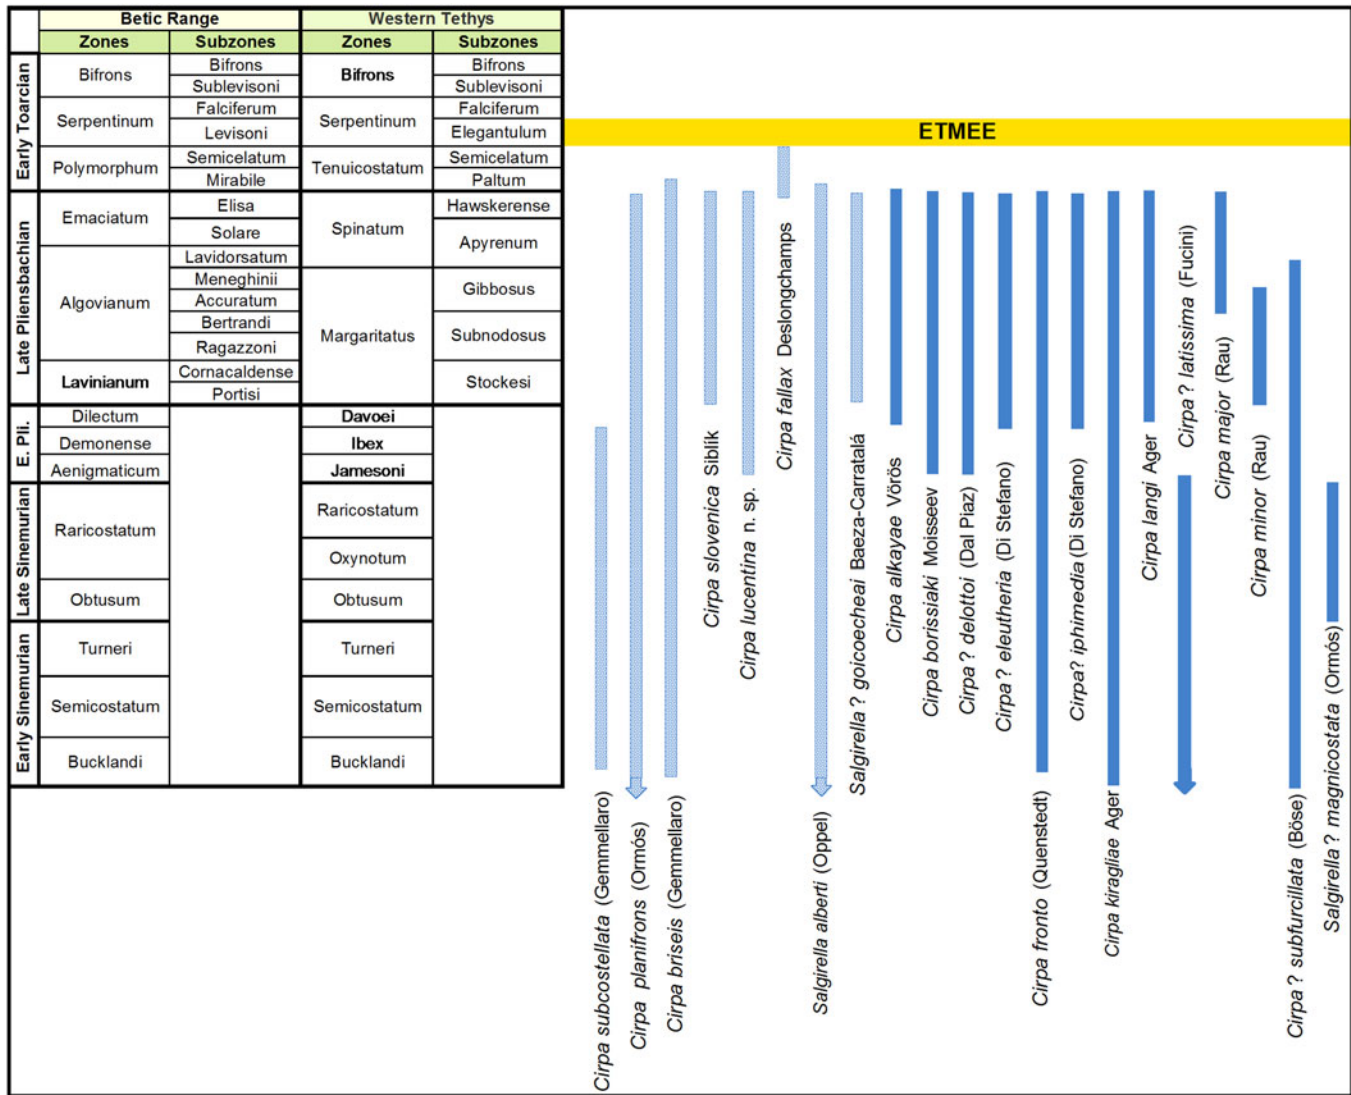 Betic Range Western Tethys
Zones Subzones Zones Subzones
Early Toarcian
Bifrons Bifrons Bifrons Bifrons
Sublevisoni Sublevisoni
Serpentinum Falciferum Serpentinum Falciferum
Levisoni Elegantulum
ETMEE
Polymorphum Semicelatum Tenuicostatum Semicelatum
Mirabile Paltum
Late Pliensbachian
Emaciatum Elisa Spinatum Hawskerense
Solare Apyrenum
Algovianum Lavidorsatum
Meneghinii Margaritatus Gibbosus
Accuratum
Bertrandi Subnodosus
Ragazzoni
Lavinianum Cornacaldense Stockesi
Portisi
E. Pli.
Dilectum Davoei
Demonense Ibex
Aenigmaticum Jamesoni
Late Sinemurian
Raricostatum Raricostatum
Oxynotum
Obtusum Obtusum
Early Sinemurian
Turneri Turneri
Semicostatum Semicostatum
Bucklandi Bucklandi
Cirpa subcostellata (Gemmellaro)
Cirpa planifrons (Ormós)
Cirpa briseis (Gemmellaro)
Cirpa slovenica Siblík
Cirpa lucentina n. sp.
Cirpa fallax Deslongchamps
Salgirella alberti (Oppel)
Salgirella ? goicoecheai Baeza-Carratalá
Cirpa alkayae Vörös
Cirpa borissiaki Moisseev
Cirpa ? delottoi (Dal Piaz)
Cirpa ? eleutheria (Di Stefano)
Cirpa fronto (Quenstedt)
Cirpa? iphimedia (Di Stefano)
Cirpa kiragliae Ager
Cirpa langi Ager
Cirpa ? latissima (Fucini)
Cirpa major (Rau)
Cirpa minor (Rau)
Cirpa ? subfurcillata (Böse)
Salgirella ? magnicostata (Ormós)